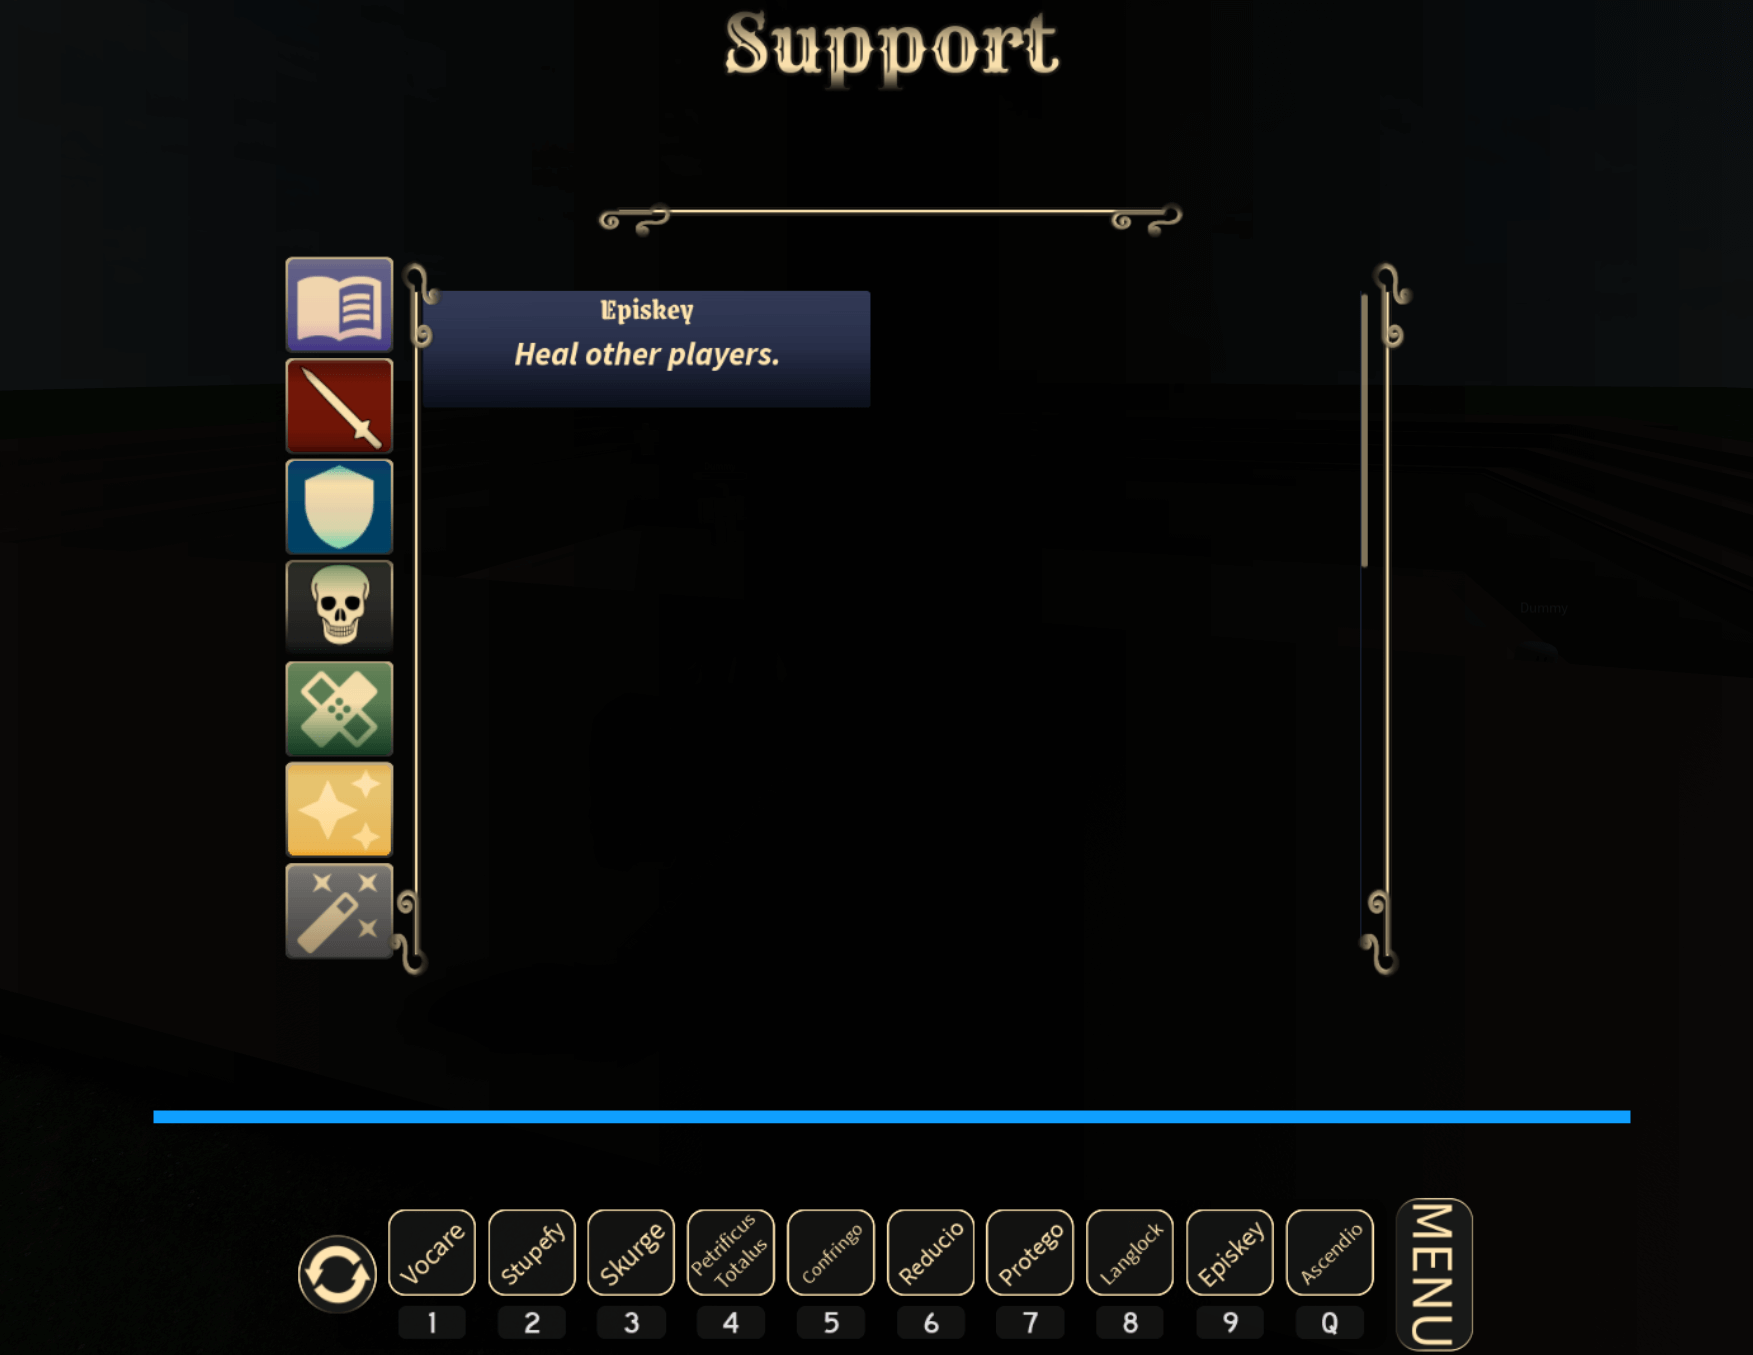 Support
Episkey
Heal other players.
Dummy
Vocare
Stupefy
Skurge
Petrificus
Totalus
Confringo
Reducio
Protego
Langlock
Episkey
Ascendio
MENU
1
2
3
4
5
6
7
8
9
Q